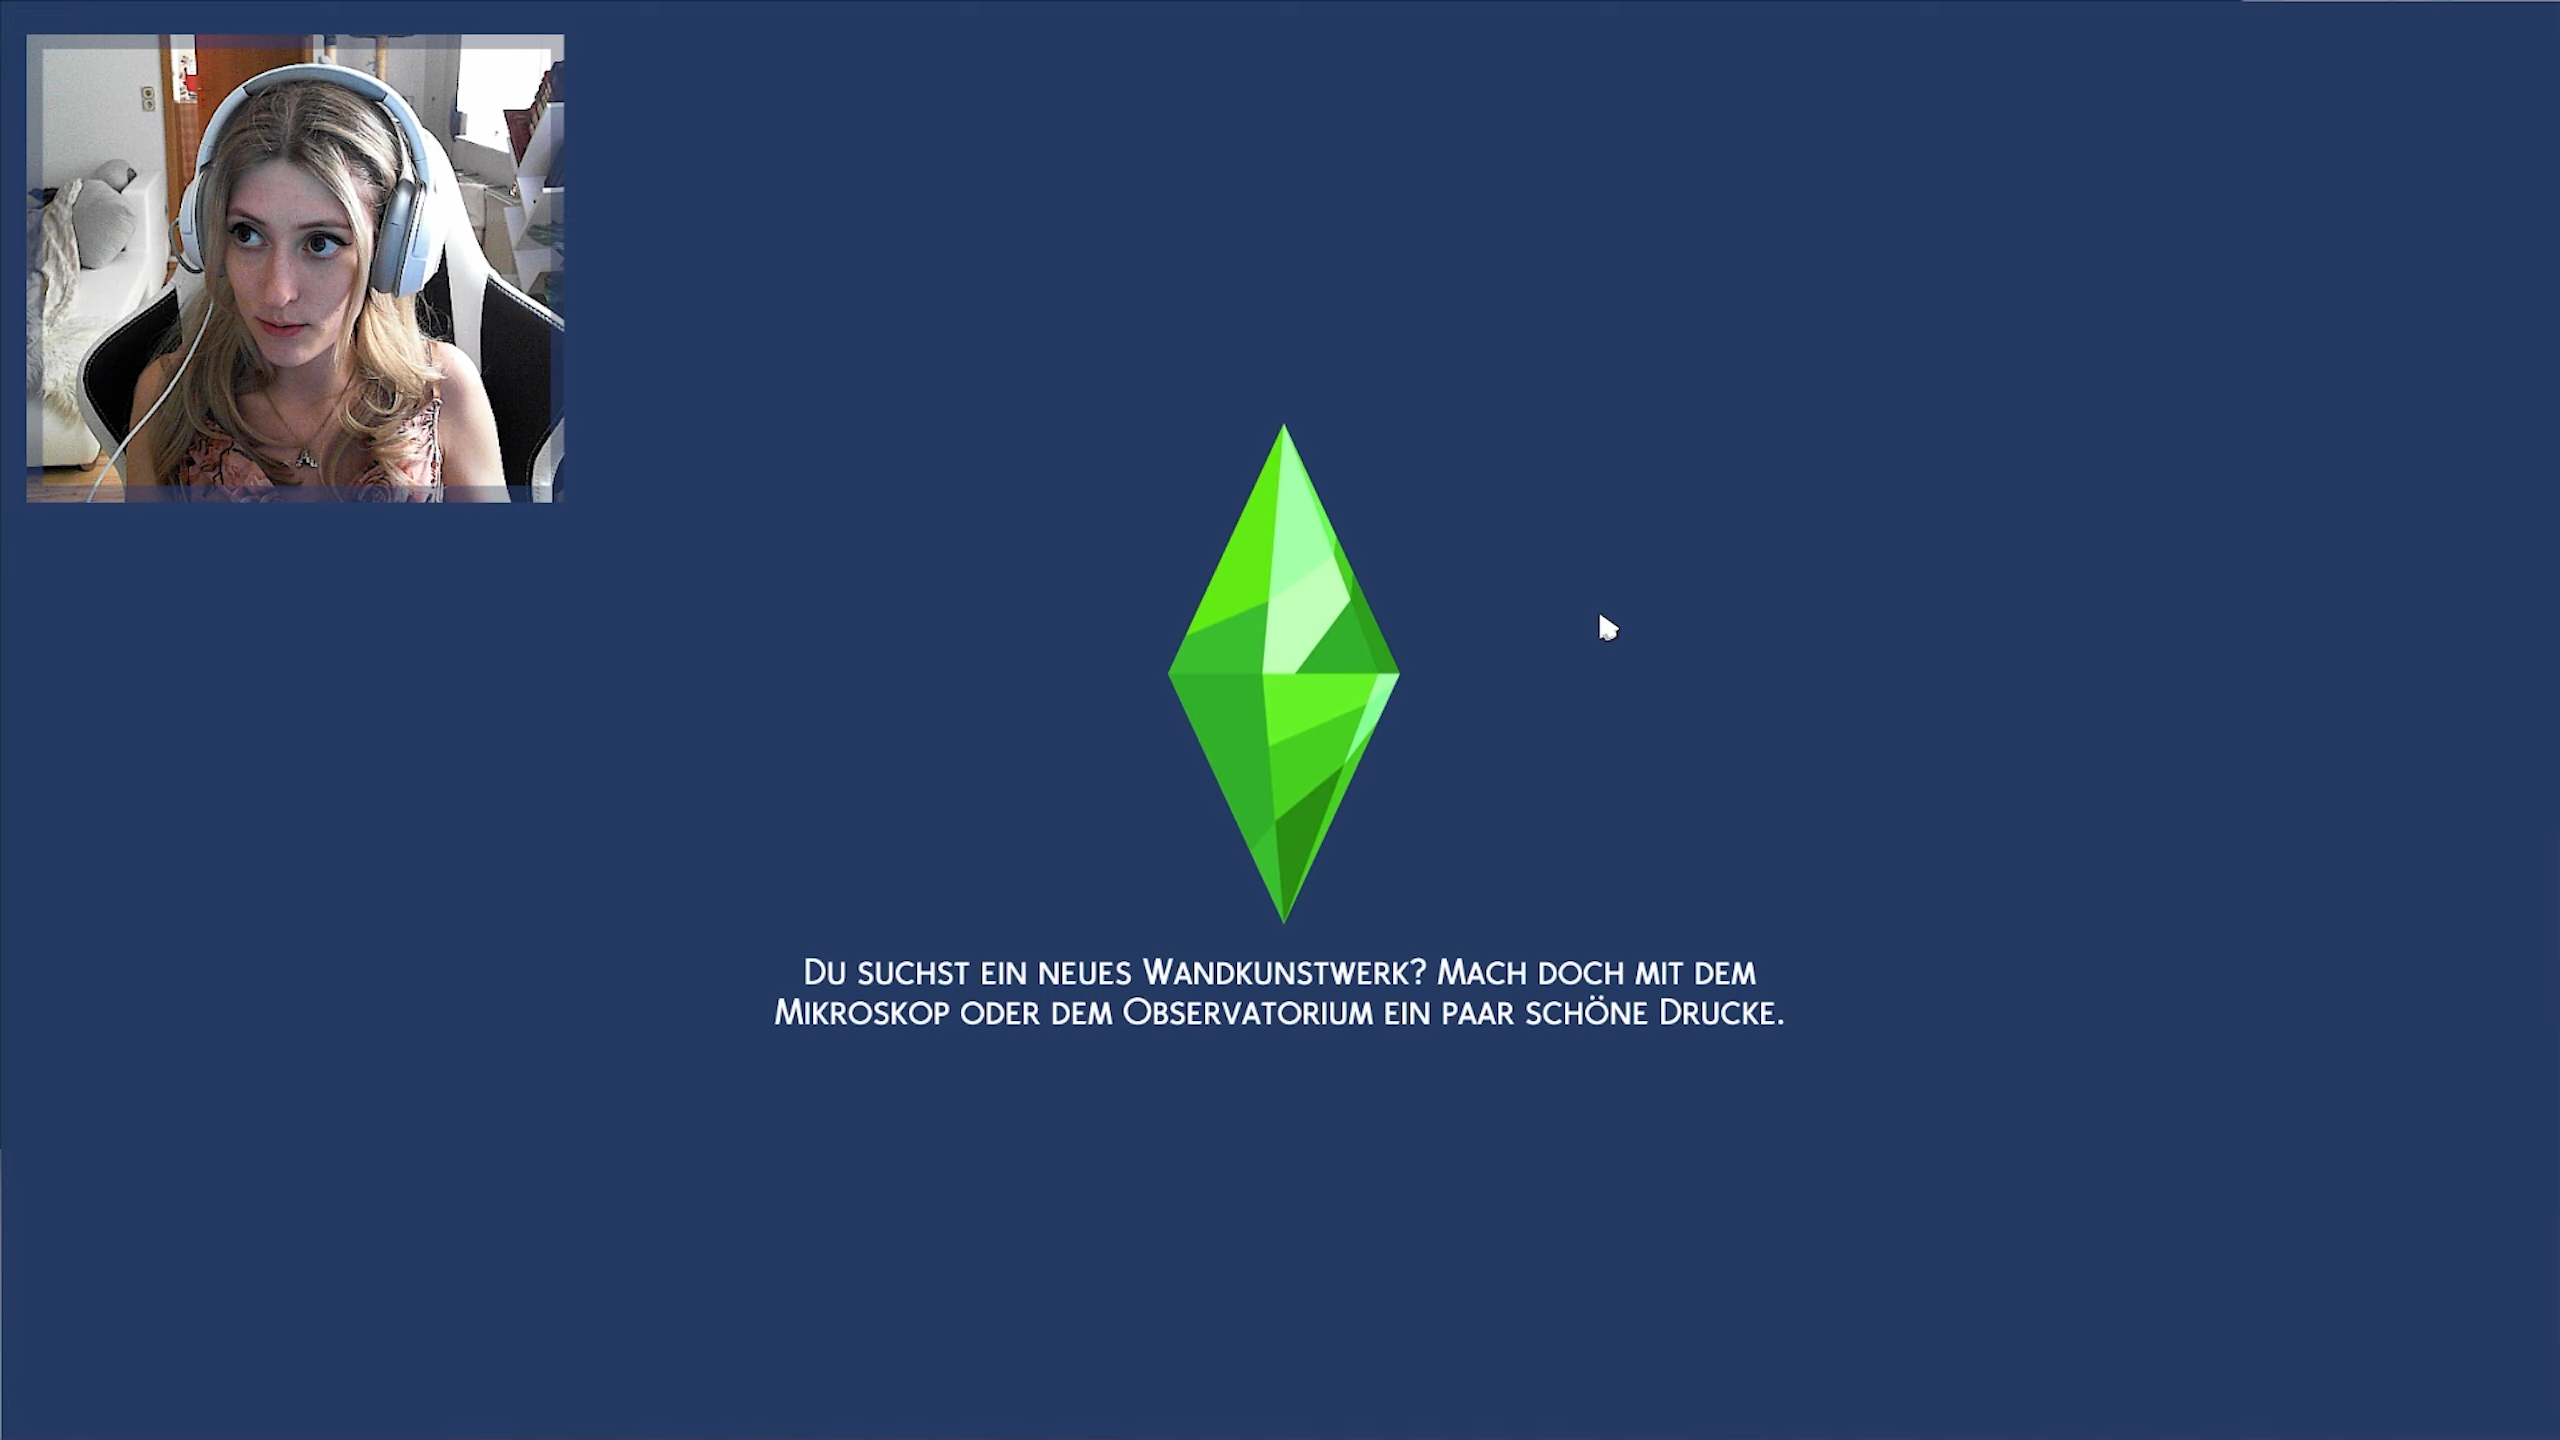 Du suchst ein neues Wandkunstwerk? Mach doch mit dem
Mikroskop oder dem Observatorium ein paar schöne Drucke.